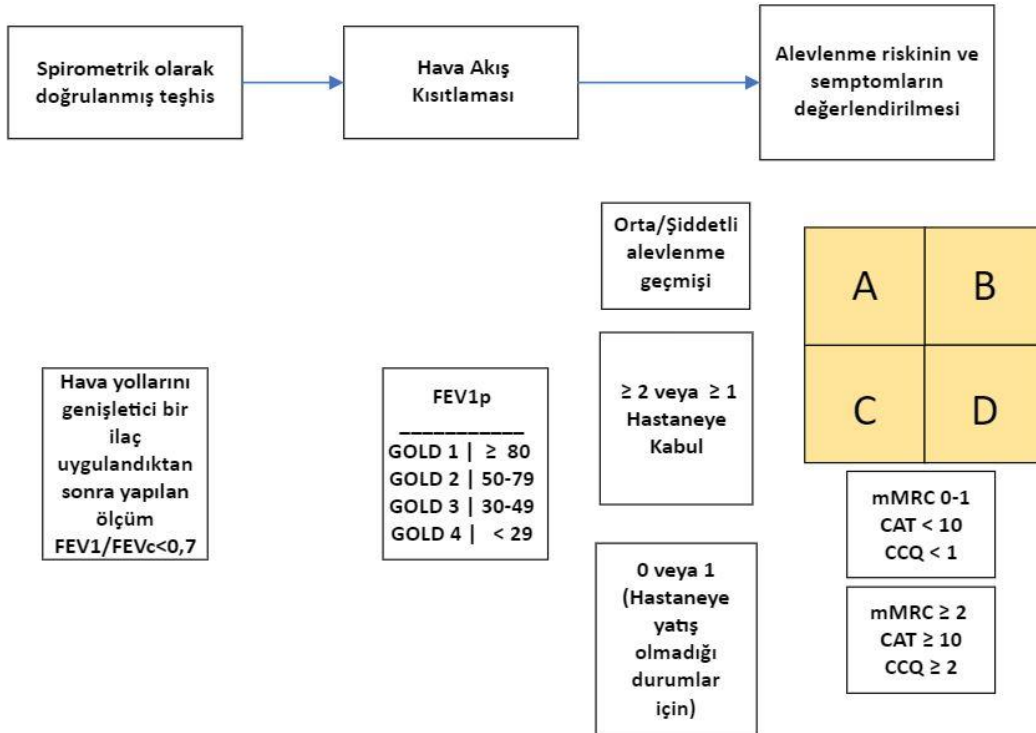 Spirometrik olarak
doğrulanmış teşhis
Hava Akış
Kısıtlaması
Alevlenme riskinin ve
semptomların
değerlendirilmesi
Orta/Şiddetli
alevlenme
geçmişi
A
B
C
D
Hava yollarını
genişletici bir
ilaç
uygulandıktan
sonra yapılan
ölçüm
FEV1/FEVc<0,7
FEV1p
GOLD 1 | ≥ 80
GOLD 2 | 50-79
GOLD 3 | 30-49
GOLD 4 | < 29
≥ 2 veya ≥ 1
Hastaneye
Kabul
0 veya 1
(Hastaneye
yatış
olmadığı
durumlar
için)
mMRC 0-1
CAT < 10
CCQ < 1
mMRC ≥ 2
CAT ≥ 10
CCQ ≥ 2